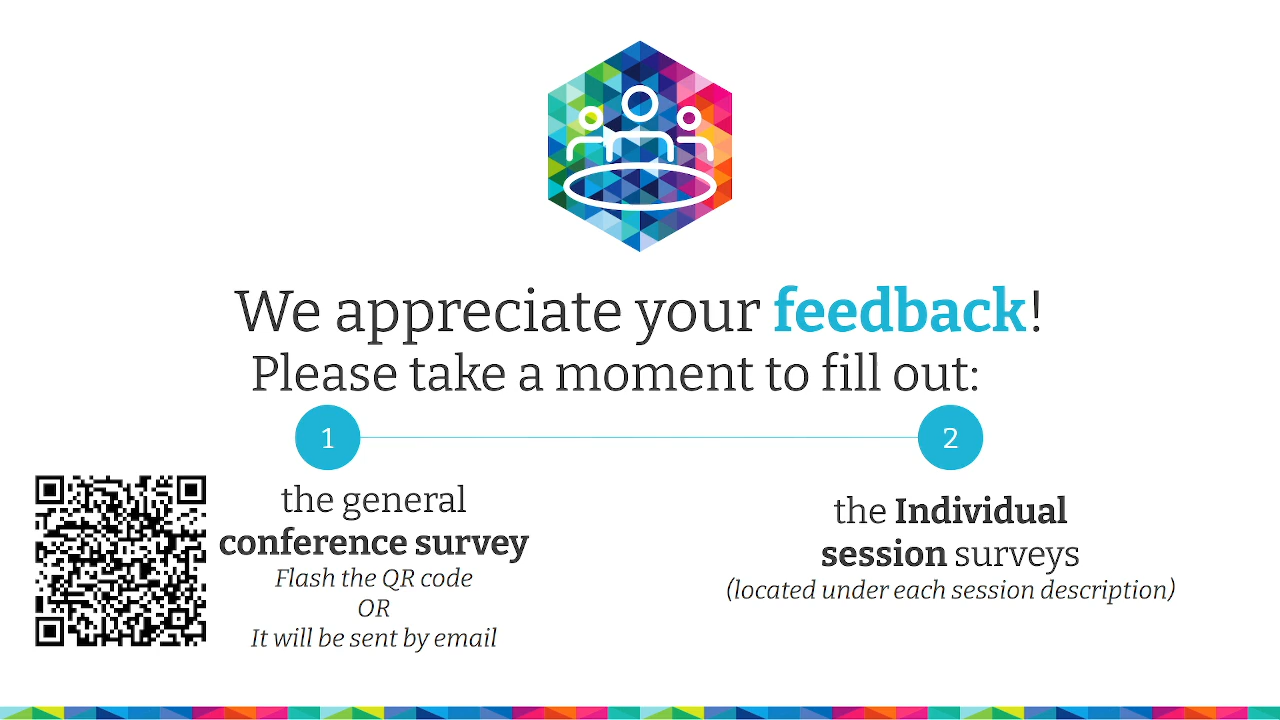 We appreciate your feedback!
Please take a moment to fill out:
1
the general
conference survey
Flash the QR code
OR
It will be sent by email
2
the Individual
session surveys
(located under each session description)